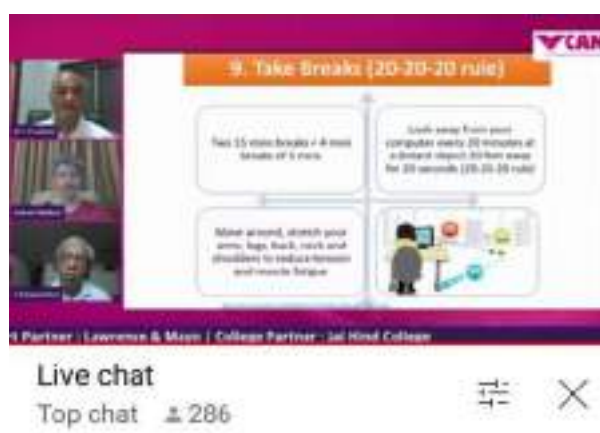 CAN
9. Take Breaks (20-20-20 rule)
Two 15 mins breaks + 4 mini
breaks of 5 mins
Look away from your
computer every 20 minutes at
a distant object 20 feet away
for 20 seconds (20-20-20 rule)
Move around, stretch your
arms, legs, back, neck and
shoulders to reduce tension
and muscle fatigue
t Partner : Lawrence & Mayo | College Partner - Jai Hind College
Live chat
Top chat 286